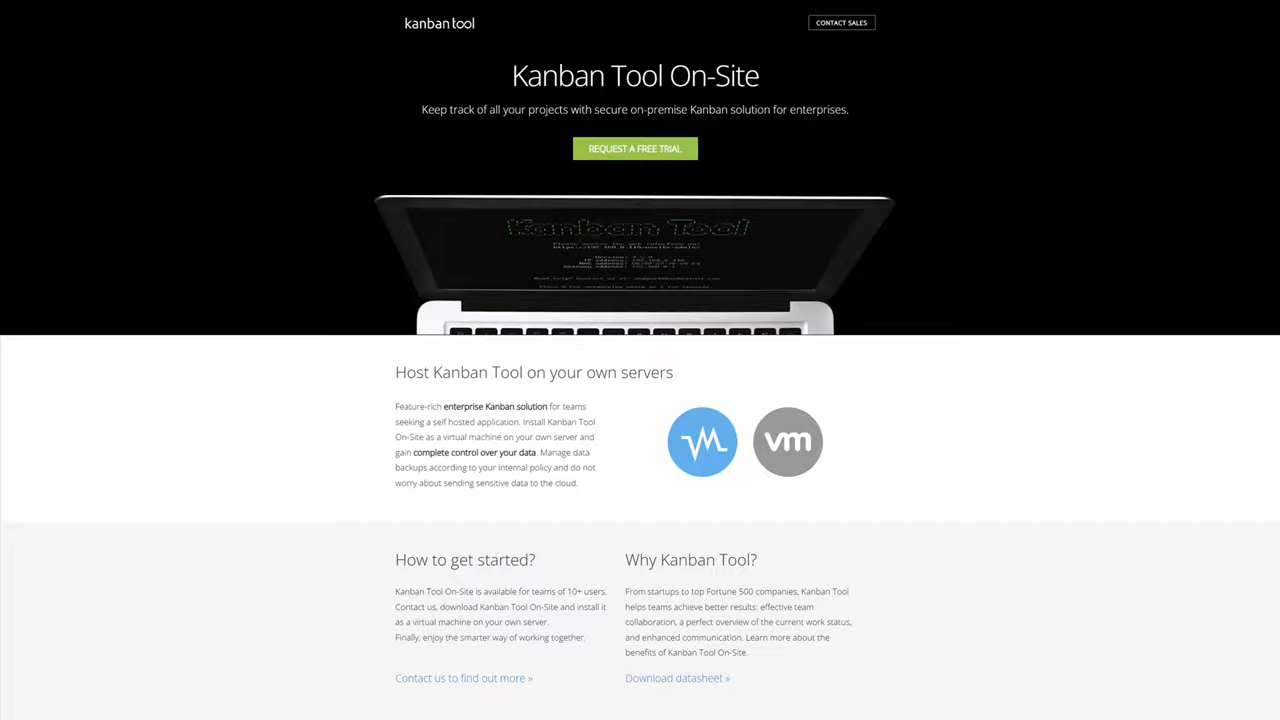 kanban tool
CONTACT SALES
Kanban Tool On-Site
Keep track of all your projects with secure on-premise Kanban solution for enterprises.
REQUEST A FREE TRIAL
Kanban Tool
Please access the web interface on:
Host Kanban Tool on your own servers
Feature-rich enterprise Kanban solution for teams
seeking a self hosted application. Install Kanban Tool
On-Site as a virtual machine on your own server and
gain complete control over your data. Manage data
backups according to your internal policy and do not
worry about sending sensitive data to the cloud.
vm
How to get started?
Kanban Tool On-Site is available for teams of 10+ users.
Contact us, download Kanban Tool On-Site and install it
as a virtual machine on your own server.
Finally, enjoy the smarter way of working together.
Contact us to find out more »
Why Kanban Tool?
From startups to top Fortune 500 companies, Kanban Tool
helps teams achieve better results: effective team
collaboration, a perfect overview of the current work status,
and enhanced communication. Learn more about the
benefits of Kanban Tool On-Site.
Download datasheet »